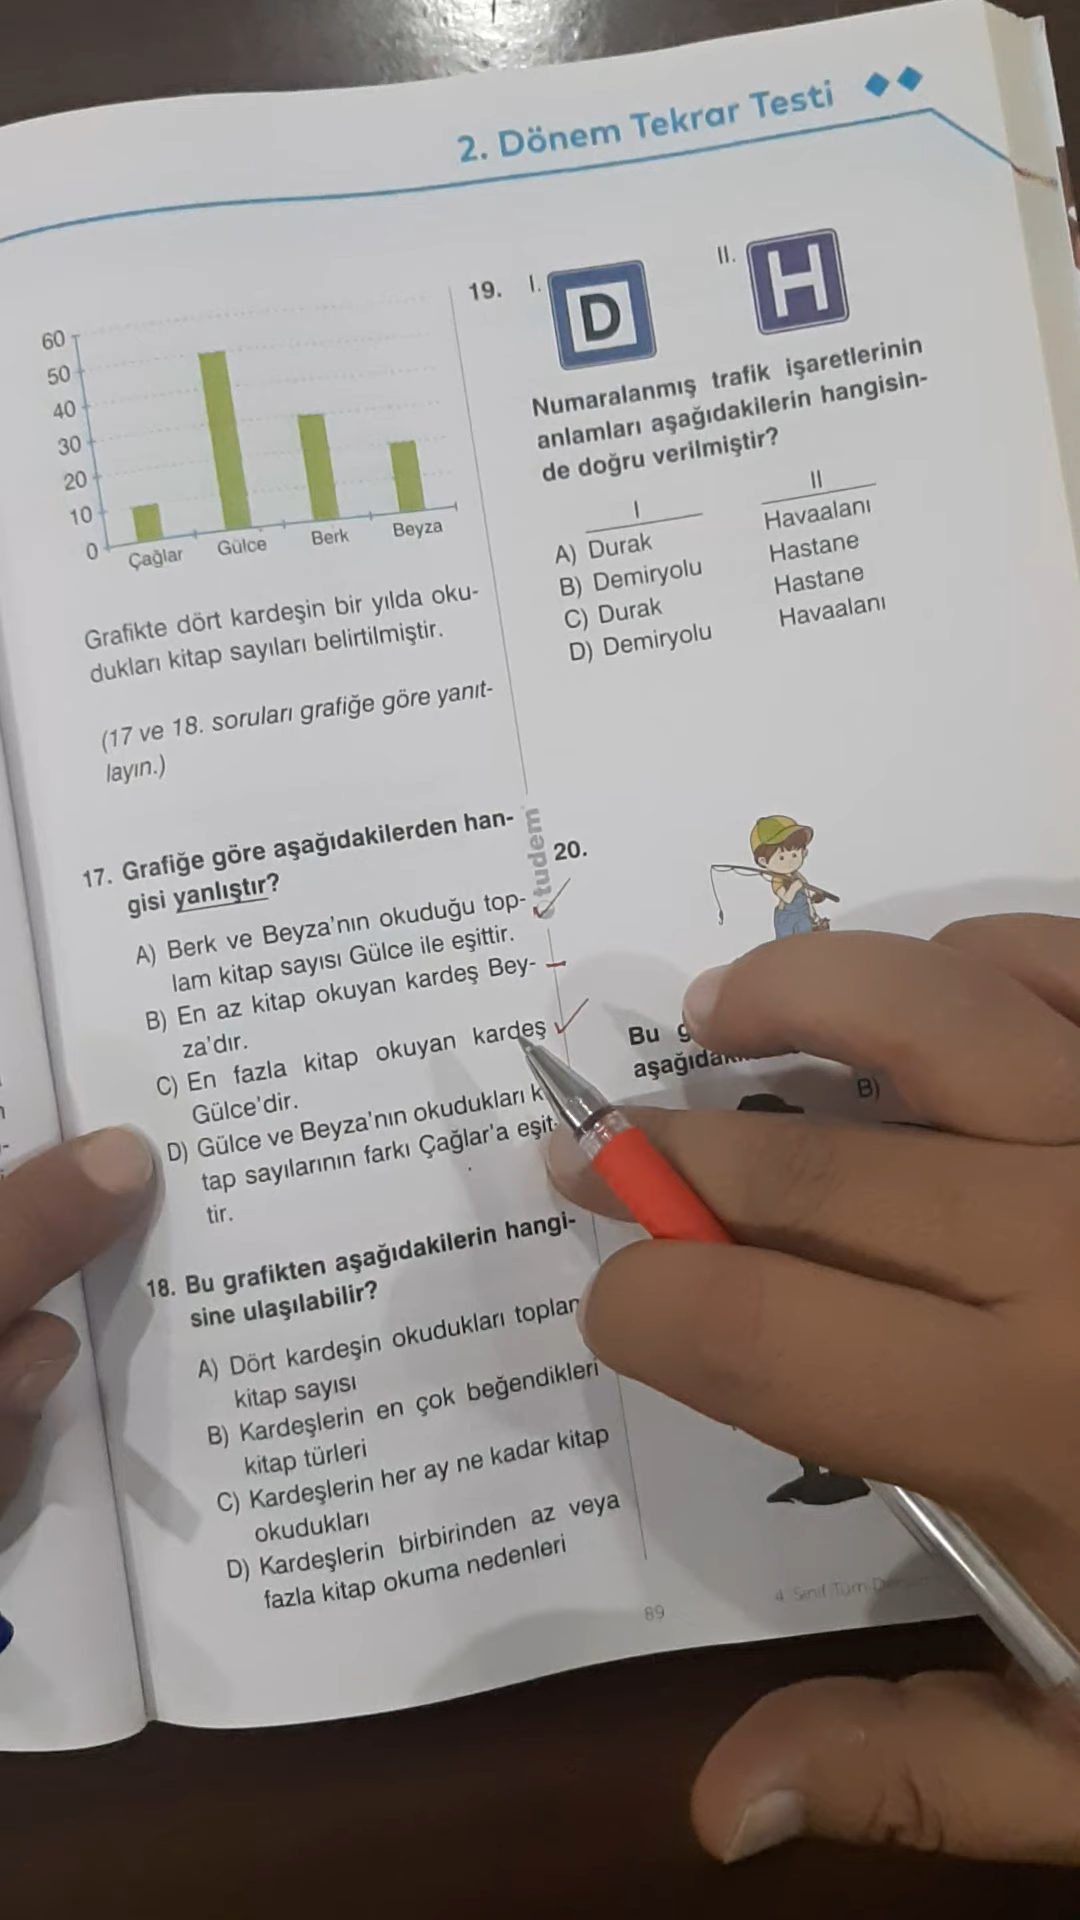 2. Dönem Tekrar Testi
60
50
40
30
20
10
0
Çağlar Gülce Berk Beyza
Grafikte dört kardeşin bir yılda oku-
dukları kitap sayıları belirtilmiştir.
(17 ve 18. soruları grafiğe göre yanıt-
layın.)
17. Grafiğe göre aşağıdakilerden han-
gisi yanlıştır?
A) Berk ve Beyza'nın okuduğu top-
lam kitap sayısı Gülce ile eşittir.
B) En az kitap okuyan kardeş Bey-
za'dır.
C) En fazla kitap okuyan kardeş
Gülce'dir.
D) Gülce ve Beyza'nın okudukları
tap sayılarının farkı Çağlar'a eşit-
tir.
18. Bu grafikten aşağıdakilerin hangi-
sine ulaşılabilir?
A) Dört kardeşin okudukları toplam
kitap sayısı
B) Kardeşlerin en çok beğendikleri
kitap türleri
C) Kardeşlerin her ay ne kadar kitap
okudukları
D) Kardeşlerin birbirinden az veya
fazla kitap okuma nedenleri
tudem
19. I. D II. H
Numaralanmış trafik işaretlerinin
anlamları aşağıdakilerin hangisin-
de doğru verilmiştir?
I II
A) Durak Havaalanı
B) Demiryolu Hastane
C) Durak Hastane
D) Demiryolu Havaalanı
20.
Bu
B)
89
4. Sınıf Tüm